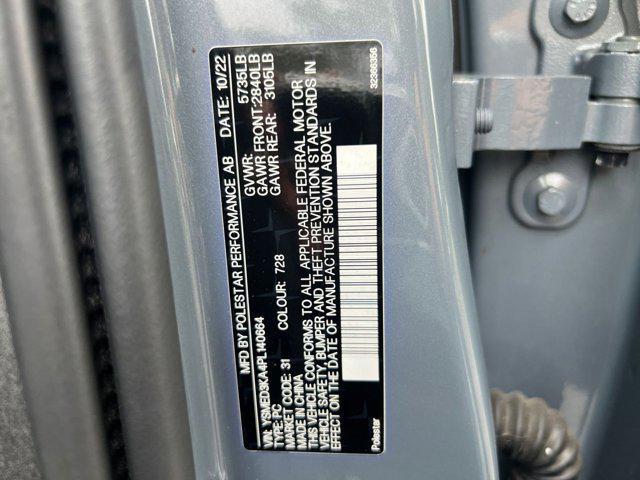 MFD BY POLESTAR PERFORMANCE AB DATE: 10/22
GVWR: 5735LB
GAWR FRONT: 2840LB
GAWR REAR: 3105LB
VIN: YSMED3KA4PL140664
TYPE: PC
MARKET CODE: 31 COLOUR: 728
MADE IN CHINA
THIS VEHICLE CONFORMS TO ALL APPLICABLE FEDERAL MOTOR
VEHICLE SAFETY, BUMPER AND THEFT PREVENTION STANDARDS IN
EFFECT ON THE DATE OF MANUFACTURE SHOWN ABOVE.
Polestar 32366356